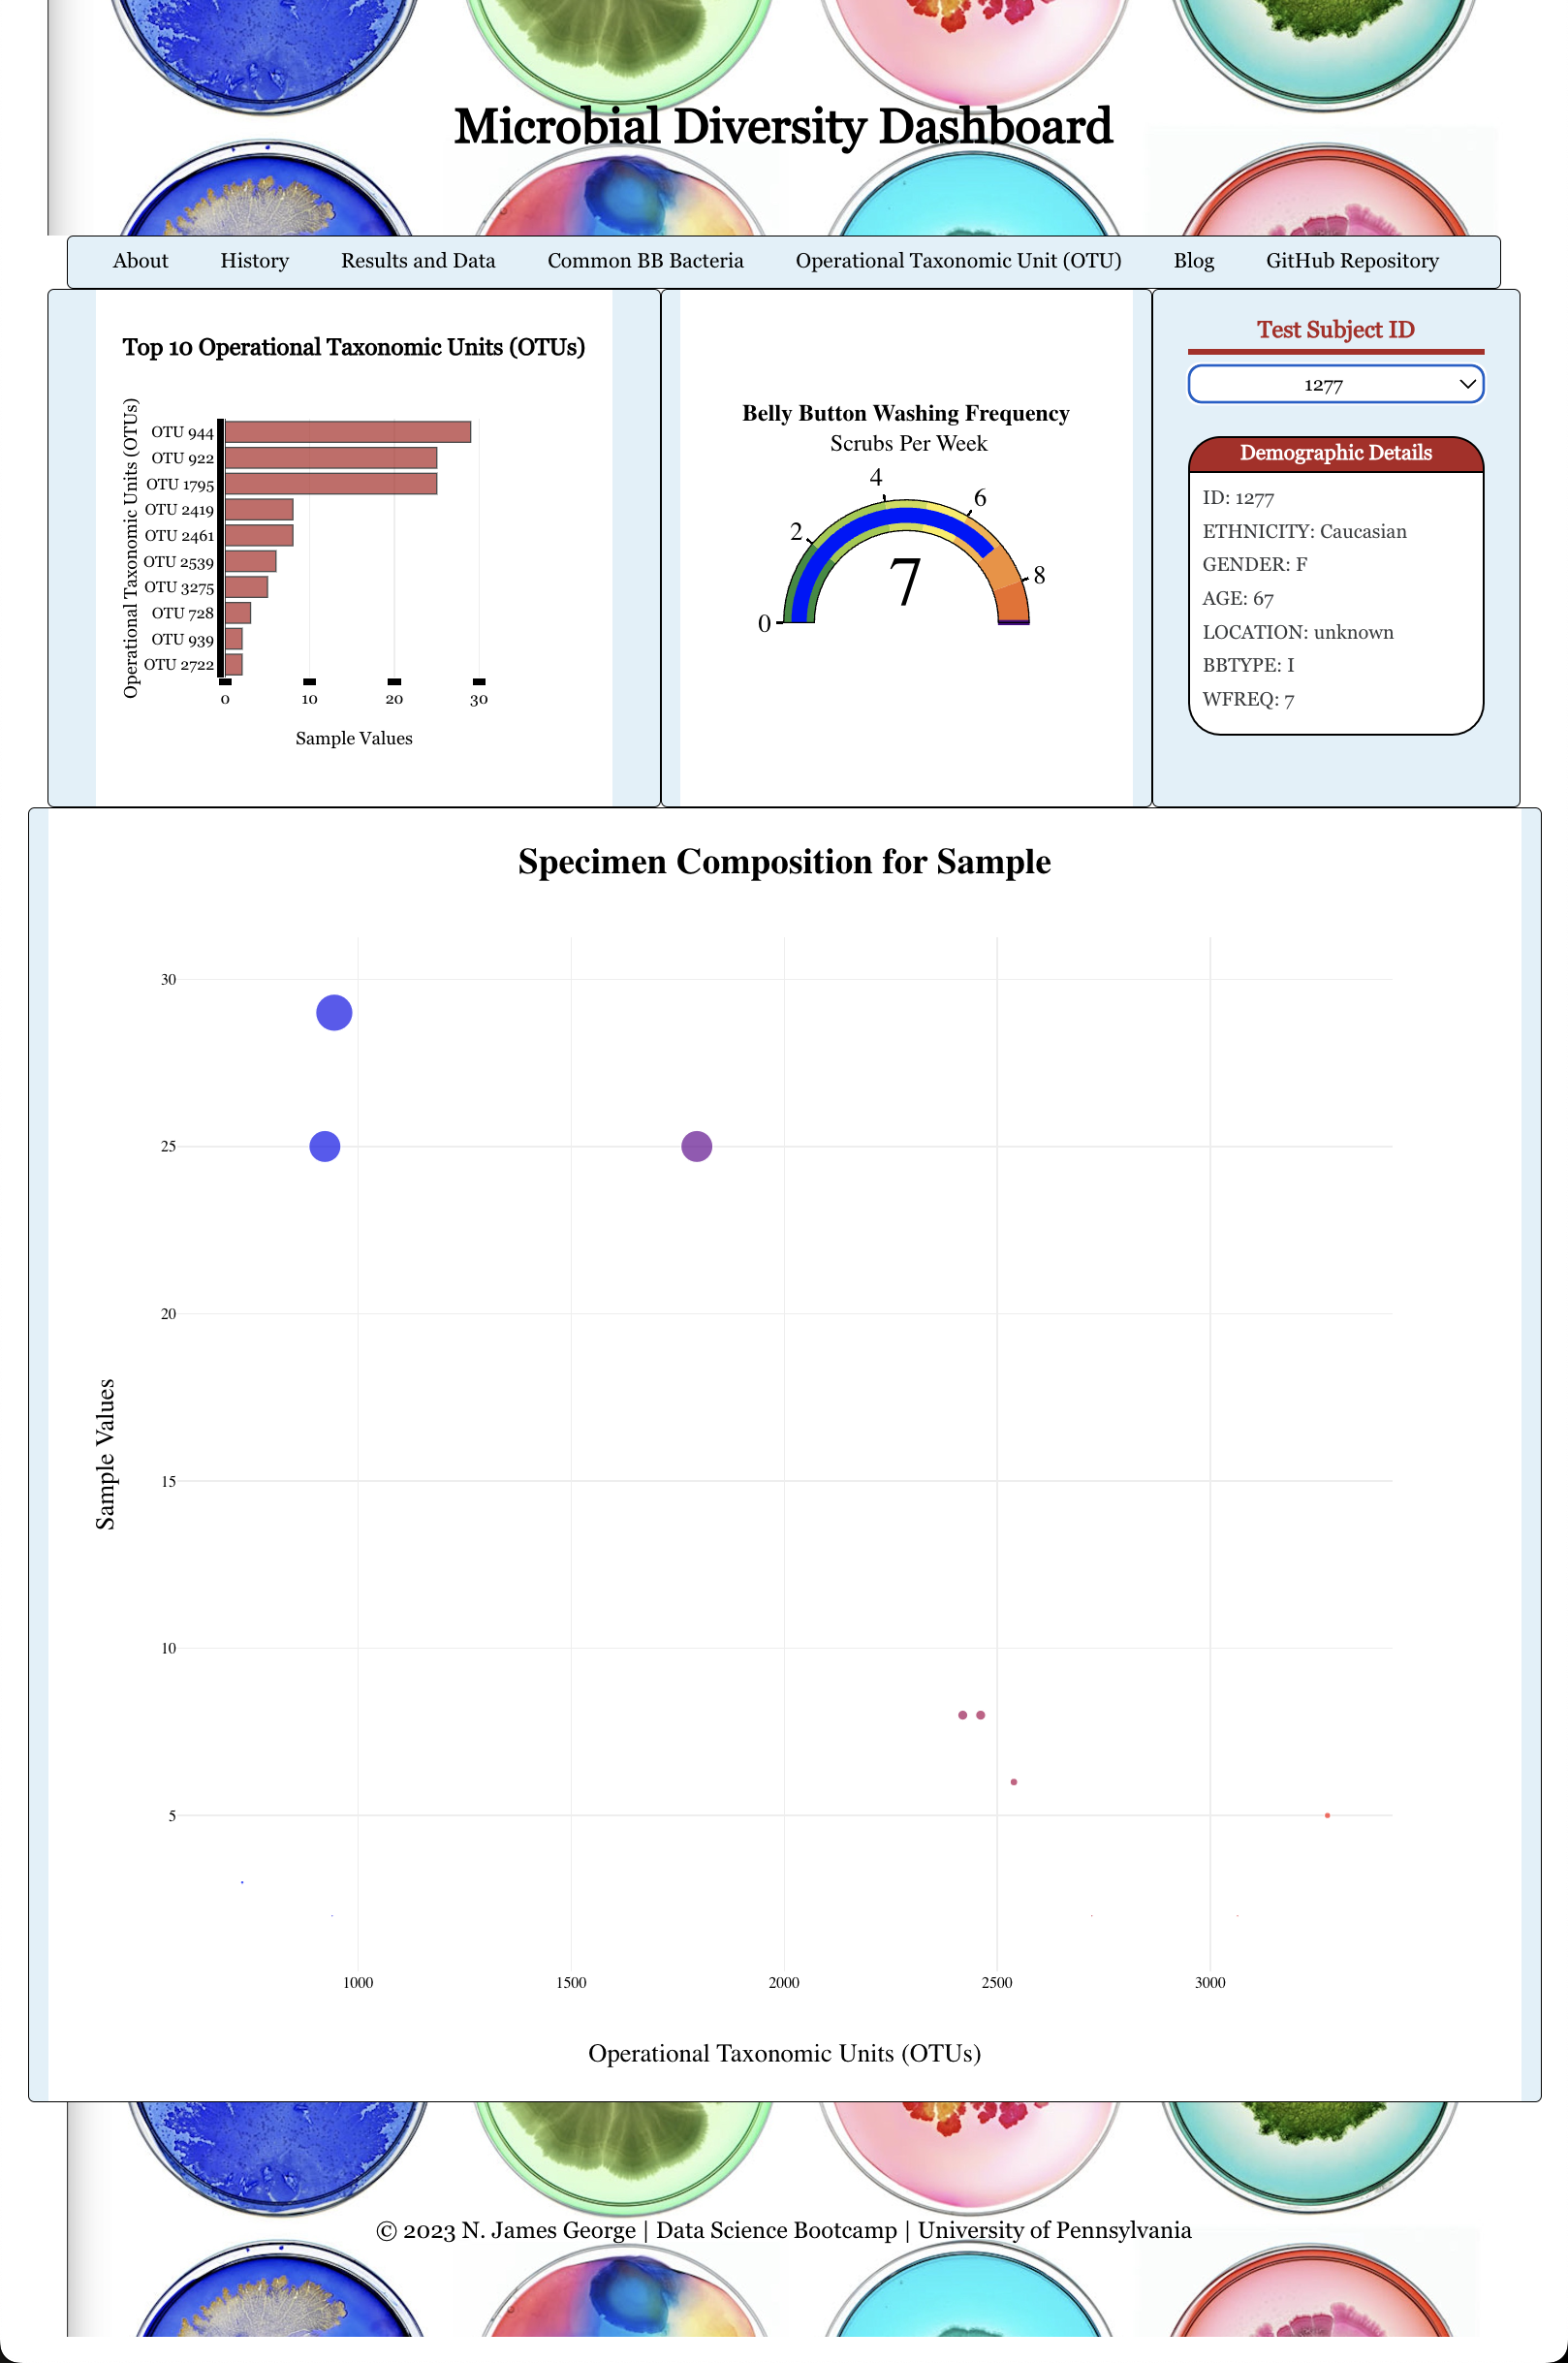 Microbial Diversity Dashboard
About History Results and Data Common BB Bacteria Operational Taxonomic Unit (OTU) Blog GitHub Repository
Top 10 Operational Taxonomic Units (OTUs)
Operational Taxonomic Units (OTUs)
OTU 944
OTU 922
OTU 1795
OTU 2419
OTU 2461
OTU 2539
OTU 3275
OTU 728
OTU 939
OTU 2722
0 10 20 30
Sample Values
Belly Button Washing Frequency
Scrubs Per Week
0 2 4 6 8
7
Test Subject ID
1277
Demographic Details
ID: 1277
ETHNICITY: Caucasian
GENDER: F
AGE: 67
LOCATION: unknown
BBTYPE: I
WFREQ: 7
Specimen Composition for Sample
Sample Values
30
25
20
15
10
5
1000 1500 2000 2500 3000
Operational Taxonomic Units (OTUs)
© 2023 N. James George | Data Science Bootcamp | University of Pennsylvania